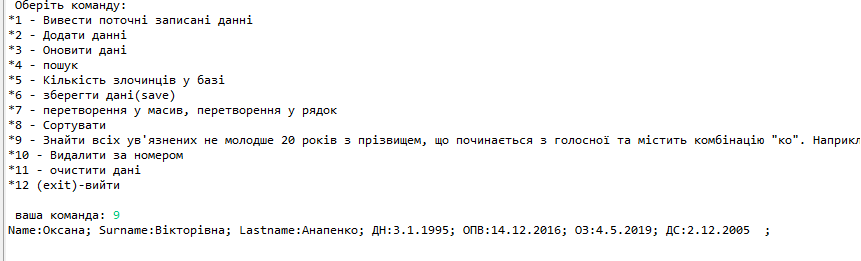 Оберіть команду:
*1 - Вивести поточні записані данні
*2 - Додати данні
*3 - Оновити дані
*4 - пошук
*5 - Кількість злочинців у базі
*6 - зберегти дані(save)
*7 - перетворення у масив, перетворення у рядок
*8 - Сортувати
*9 - Знайти всіх ув'язнених не молодше 20 років з прізвищем, що починається з голосної та містить комбінацію "ко". Наприкл
*10 - Видалити за номером
*11 - очистити дані
*12 (exit)-вийти
ваша команда: 9
Name:Оксана; Surname:Вікторівна; Lastname:Анапенко; ДН:3.1.1995; ОПВ:14.12.2016; ОЗ:4.5.2019; ДС:2.12.2005  ;